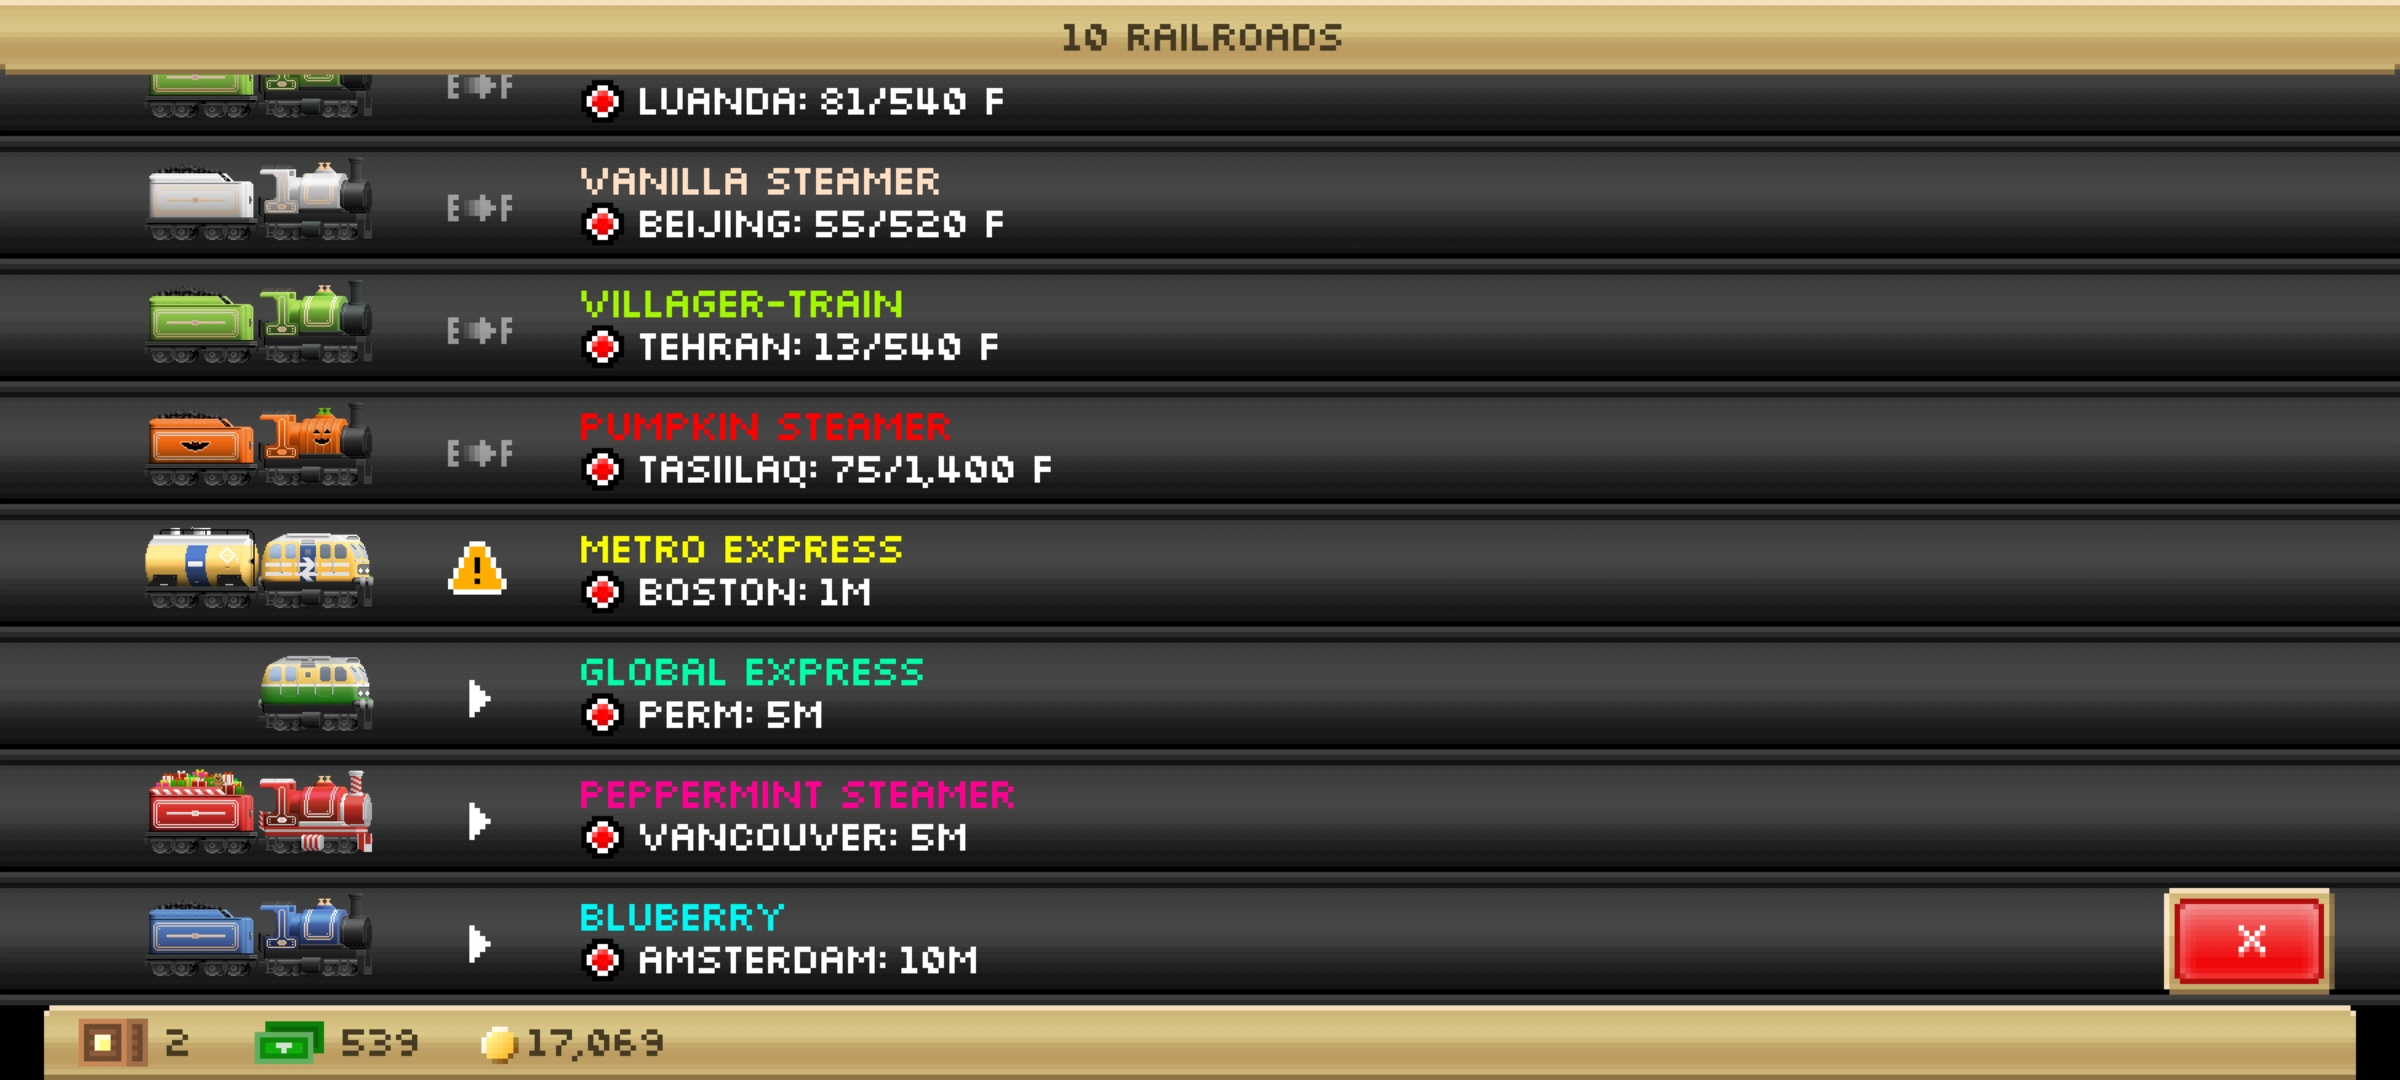 10 RAILROADS
E F
LUANDA: 81/540 F
VANILLA STEAMER
E F
BEIJING: 55/520 F
VILLAGER-TRAIN
E F
TEHRAN: 13/540 F
PUMPKIN STEAMER
E F
TASIILAQ: 75/1,400 F
METRO EXPRESS
!
BOSTON: 1M
GLOBAL EXPRESS
PERM: 5M
PEPPERMINT STEAMER
VANCOUVER: 5M
BLUBERRY
AMSTERDAM: 10M
X
2 539 17,069